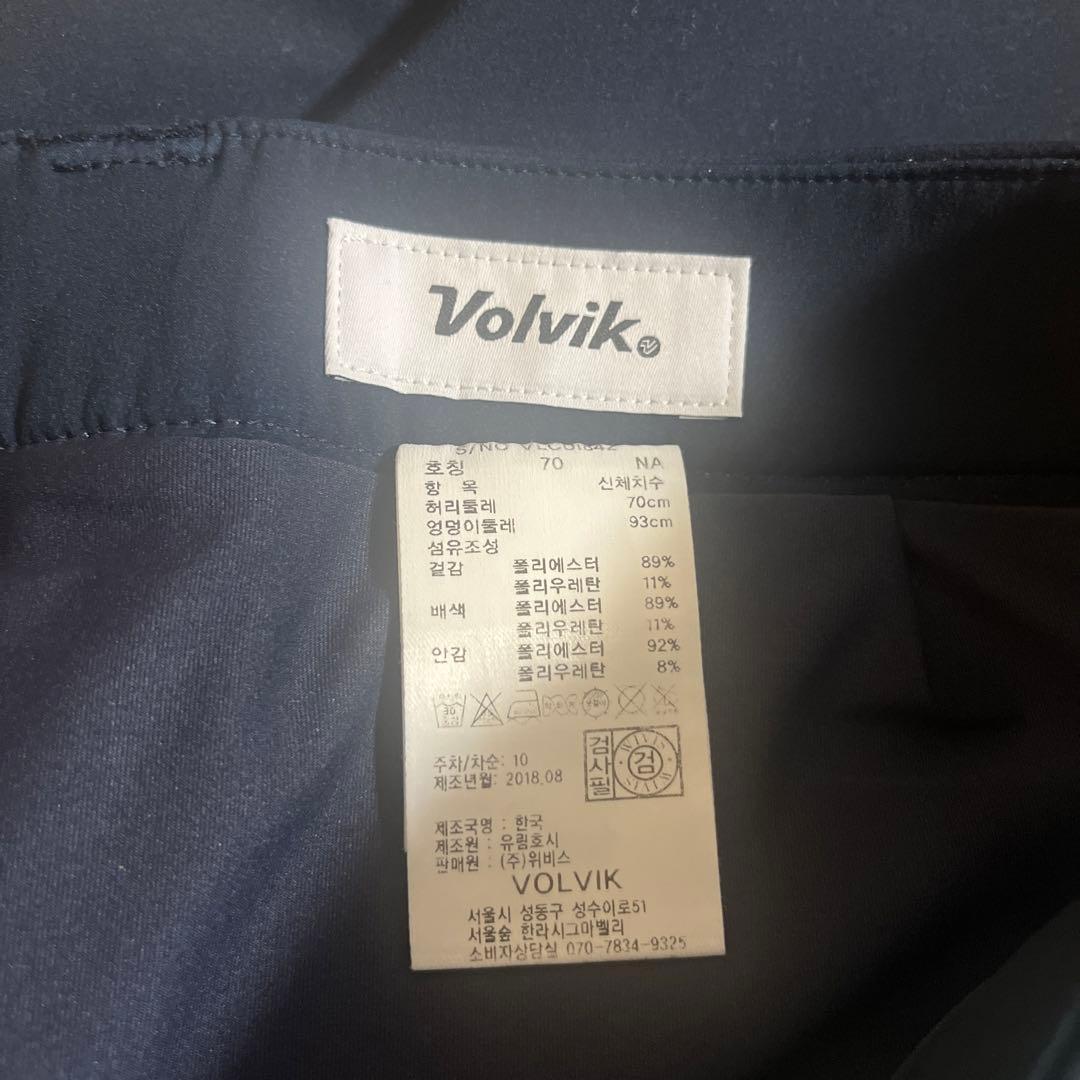 Volvik
S/NO VLCD1842
호칭 70 NA
항 목 신체치수
허리둘레 70cm
엉덩이둘레 93cm
섬유조성
겉감 폴리에스터 89%
폴리우레탄 11%
배색 폴리에스터 89%
폴리우레탄 11%
안감 폴리에스터 92%
폴리우레탄 8%
30
주차/차순: 10
제조년월: 2018.08
검사필
검
WIVIS
WIVIS
제조국명 : 한국
제조원 : 유림호시
판매원 : (주)위비스
VOLVIK
서울시 성동구 성수이로51
서울숲 한라시그마밸리
소비자상담실 070-7834-9325